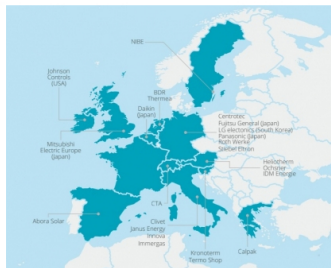 NIBE
Johnson
Controls
(USA)
BDR
Thermea
Daikin
(Japan)
Centrotec
Fujitsu General (Japan)
LG electronics (South Korea)
Panasonic (Japan)
Roth Werke
Stiebel Eltron
Mitsubishi
Electric Europe
(Japan)
Heliotherm
Ochsner
IDM Energie
CTA
Abora Solar
Clivet
Janus Energy
Innova
Immergas
Kronoterm
Termo Shop
Calpak